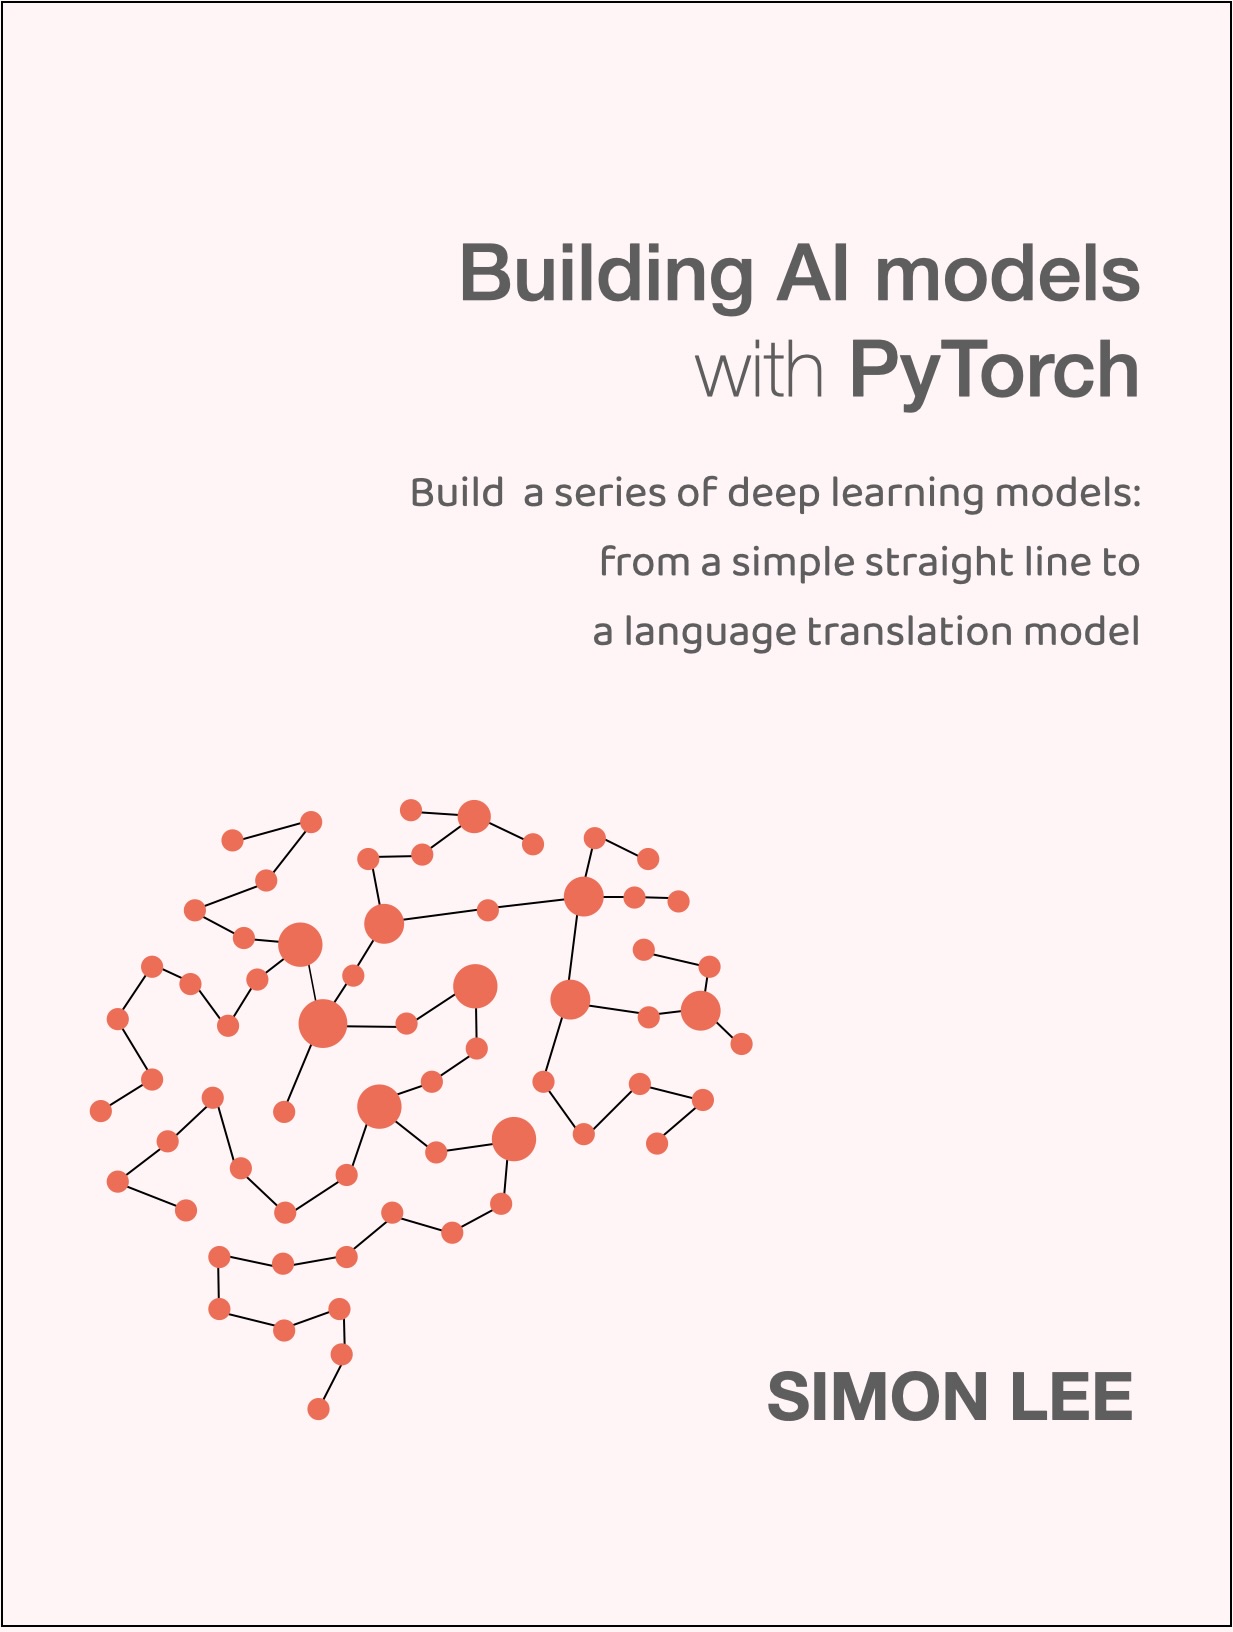 Building AI models
with PyTorch
Build  a series of deep learning models:
from a simple straight line to
a language translation model
SIMON LEE